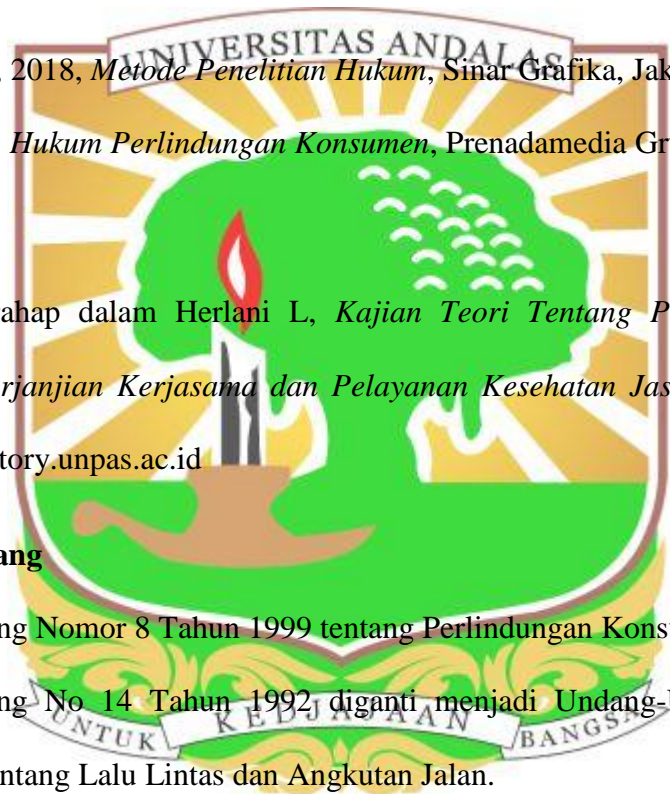 UNIVERSITAS ANDALAS
, 2018, Metode Penelitian Hukum, Sinar Grafika, Jak
Hukum Perlindungan Konsumen, Prenadamedia Gr
ahap dalam Herlani L, Kajian Teori Tentang P
rjanjian Kerjasama dan Pelayanan Kesehatan Jas
tory.unpas.ac.id
ang
ng Nomor 8 Tahun 1999 tentang Perlindungan Kons
ng No 14 Tahun 1992 diganti menjadi Undang-
UNTUK KEDJAJAAN BANGSA
ntang Lalu Lintas dan Angkutan Jalan.